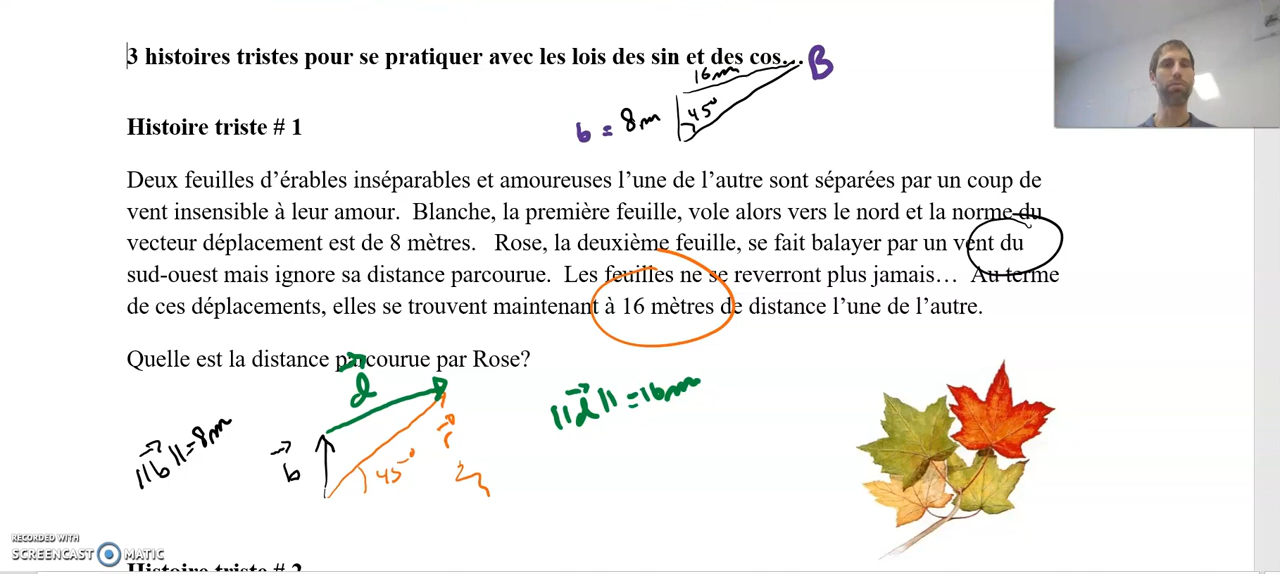 3 histoires tristes pour se pratiquer avec les lois des sin et des cos...
16m
B
45°
b = 8m
Histoire triste # 1
Deux feuilles d'érables inséparables et amoureuses l'une de l'autre sont séparées par un coup de
vent insensible à leur amour. Blanche, la première feuille, vole alors vers le nord et la norme du
vecteur déplacement est de 8 mètres. Rose, la deuxième feuille, se fait balayer par un vent du
sud-ouest mais ignore sa distance parcourue. Les feuilles ne se reverront plus jamais… Au terme
de ces déplacements, elles se trouvent maintenant à 16 mètres de distance l'une de l'autre.
Quelle est la distance parcourue par Rose?
d
||d|| = 16m
||b|| = 8m
b
45°
r
RECORDED WITH
SCREENCAST MATIC
Histoire triste # 2